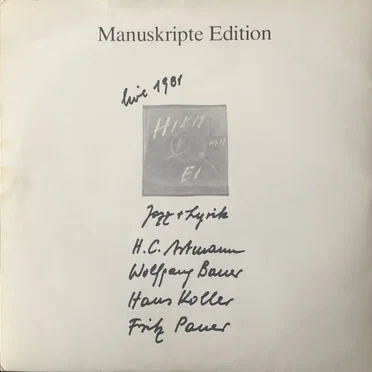 Manuskripte Edition
live 1981
HIRN
EI
Jazz + Lyrik
H.C. Artmann
Wolfgang Bauer
Hans Koller
Fritz Pauer